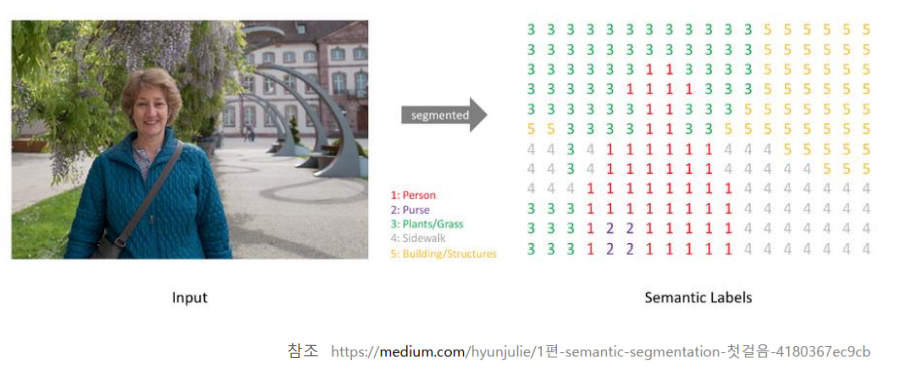 3 3 3 3 3 3 3 3 3 3 3 3 5 5 5 5 5 5
3 3 3 3 3 3 3 3 3 3 3 3 5 5 5 5 5 5
3 3 3 3 3 3 1 1 3 3 3 3 5 5 5 5 5 5
3 3 3 3 3 1 1 1 1 3 3 3 5 5 5 5 5 5
3 3 3 3 3 3 1 1 3 3 3 5 5 5 5 5 5 5
5 5 3 3 3 3 1 1 3 3 5 5 5 5 5 5 5 5
4 4 3 4 1 1 1 1 1 1 4 4 4 5 5 5 5 5
4 4 3 4 1 1 1 1 1 1 4 4 4 4 4 5 5 5
4 4 4 1 1 1 1 1 1 1 1 4 4 4 4 4 4 4
3 3 3 1 1 1 1 1 1 1 1 4 4 4 4 4 4 4
3 3 3 1 2 2 1 1 1 1 1 4 4 4 4 4 4 4
3 3 3 1 2 2 1 1 1 1 1 4 4 4 4 4 4 4
segmented
1: Person
2: Purse
3: Plants/Grass
4: Sidewalk
5: Building/Structures
Input
Semantic Labels
참조 https://medium.com/hyunjulie/1편-semantic-segmentation-첫걸음-4180367ec9cb